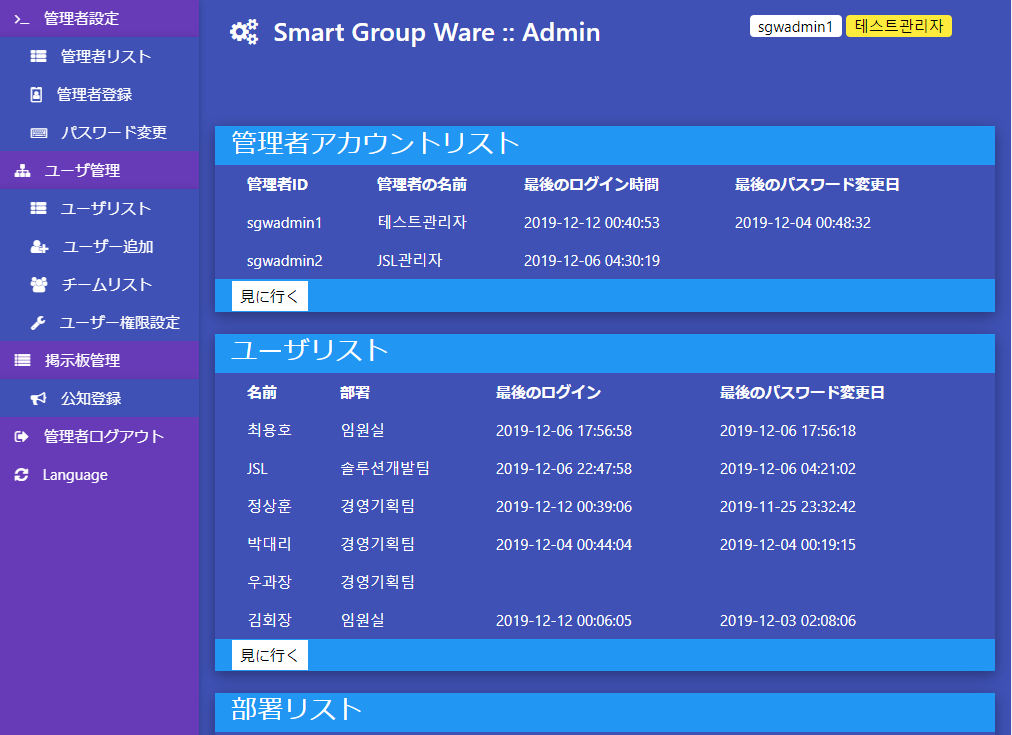 管理者設定
管理者リスト
管理者登録
パスワード変更
ユーザ管理
ユーザリスト
ユーザー追加
チームリスト
ユーザー権限設定
掲示板管理
公知登録
管理者ログアウト
Language
Smart Group Ware :: Admin
sgwadmin1 테스트관리자
管理者アカウントリスト
管理者ID 管理者の名前 最後のログイン時間 最後のパスワード変更日
sgwadmin1 테스트관리자 2019-12-12 00:40:53 2019-12-04 00:48:32
sgwadmin2 JSL관리자 2019-12-06 04:30:19
見に行く
ユーザリスト
名前 部署 最後のログイン 最後のパスワード変更日
최용호 임원실 2019-12-06 17:56:58 2019-12-06 17:56:18
JSL 솔루션개발팀 2019-12-06 22:47:58 2019-12-06 04:21:02
정상훈 경영기획팀 2019-12-12 00:39:06 2019-11-25 23:32:42
박대리 경영기획팀 2019-12-04 00:44:04 2019-12-04 00:19:15
우과장 경영기획팀
김회장 임원실 2019-12-12 00:06:05 2019-12-03 02:08:06
見に行く
部署リスト